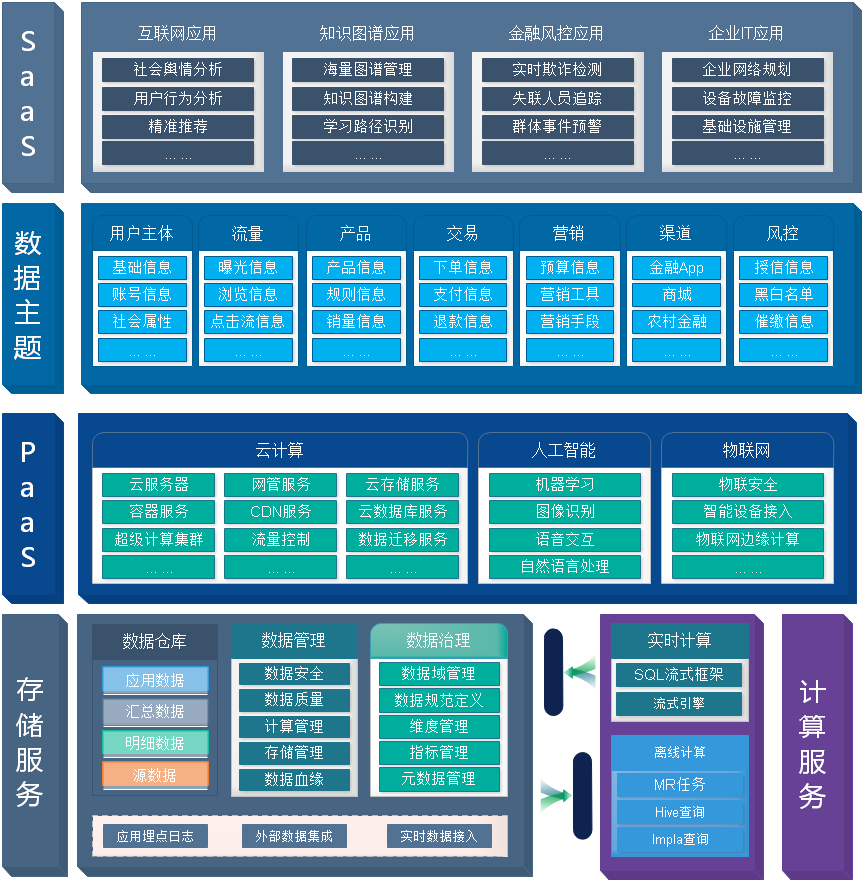 SaaS
互联网应用
社会舆情分析
用户行为分析
精准推荐
... ...
知识图谱应用
海量图谱管理
知识图谱构建
学习路径识别
... ...
金融风控应用
实时欺诈检测
失联人员追踪
群体事件预警
... ...
企业IT应用
企业网络规划
设备故障监控
基础设施管理
... ...
数据主题
用户主体
基础信息
账号信息
社会属性
... ...
流量
曝光信息
浏览信息
点击流信息
... ...
产品
产品信息
规则信息
销量信息
... ...
交易
下单信息
支付信息
退款信息
... ...
营销
预算信息
营销工具
营销手段
... ...
渠道
金融App
商城
农村金融
... ...
风控
授信信息
黑白名单
催缴信息
... ...
PaaS
云计算
云服务器
容器服务
超级计算集群
... ...
网管服务
CDN服务
流量控制
... ...
云存储服务
云数据库服务
数据迁移服务
... ...
人工智能
机器学习
图像识别
语音交互
自然语言处理
物联网
物联安全
智能设备接入
物联网边缘计算
... ...
存储服务
数据仓库
应用数据
汇总数据
明细数据
源数据
数据管理
数据安全
数据质量
计算管理
存储管理
数据血缘
数据治理
数据域管理
数据规范定义
维度管理
指标管理
元数据管理
应用埋点日志
外部数据集成
实时数据接入
实时计算
SQL流式框架
流式引擎
离线计算
MR任务
Hive查询
Impla查询
计算服务